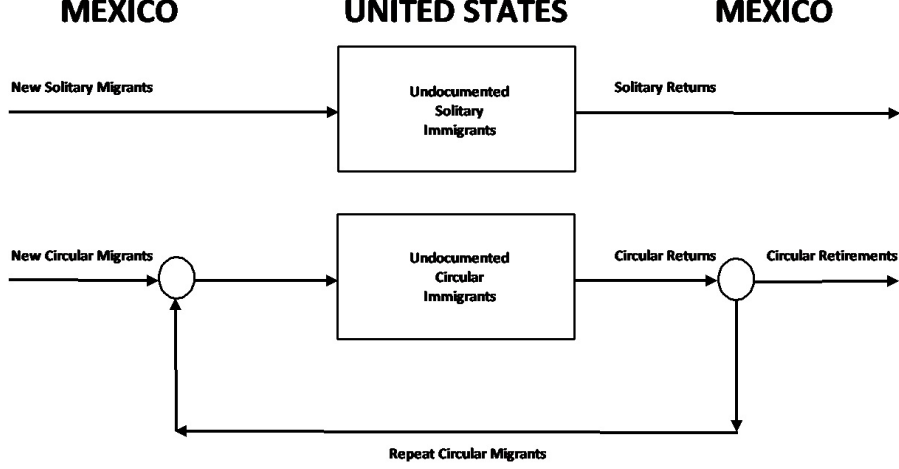 MEXICO UNITED STATES MEXICO
New Solitary Migrants
Undocumented
Solitary
Immigrants
Solitary Returns
New Circular Migrants
Undocumented
Circular
Immigrants
Circular Returns
Circular Retirements
Repeat Circular Migrants